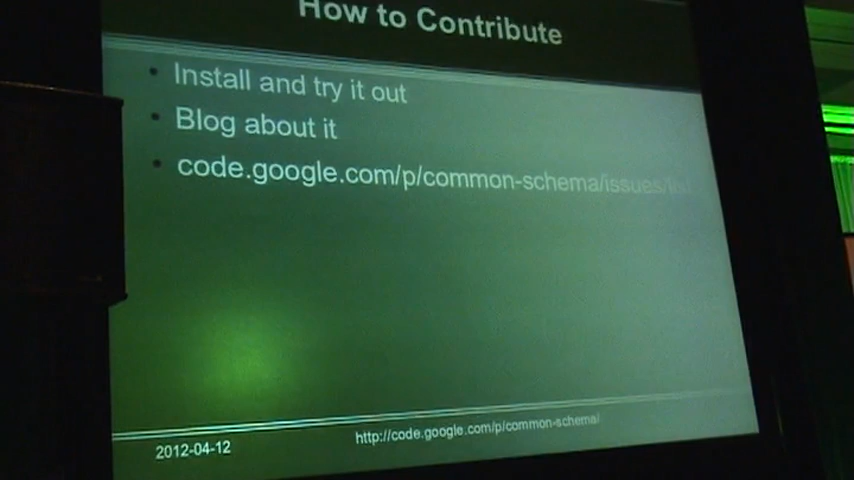 How to Contribute
• Install and try it out
• Blog about it
• code.google.com/p/common-schema/issues/list
2012-04-12
http://code.google.com/p/common-schema/